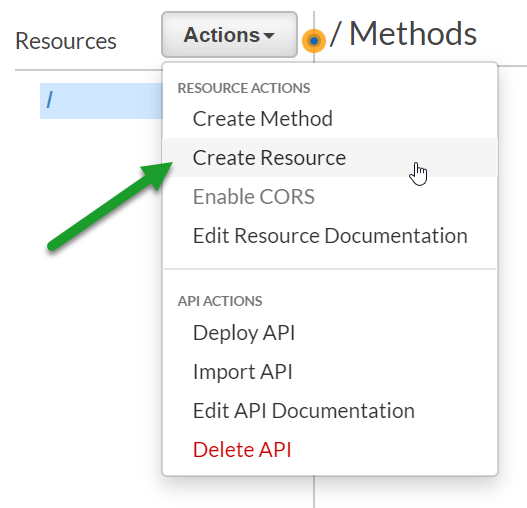 Resources
Actions
/ Methods
/
RESOURCE ACTIONS
Create Method
Create Resource
Enable CORS
Edit Resource Documentation
API ACTIONS
Deploy API
Import API
Edit API Documentation
Delete API